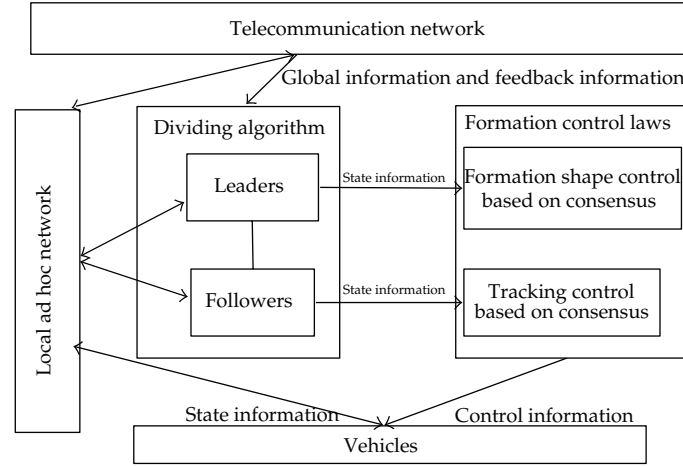 Telecommunication network
Global information and feedback information
Dividing algorithm
Formation control laws
Leaders
State information
Formation shape control
based on consensus
Local ad hoc network
Followers
State information
Tracking control
based on consensus
State information
Control information
Vehicles